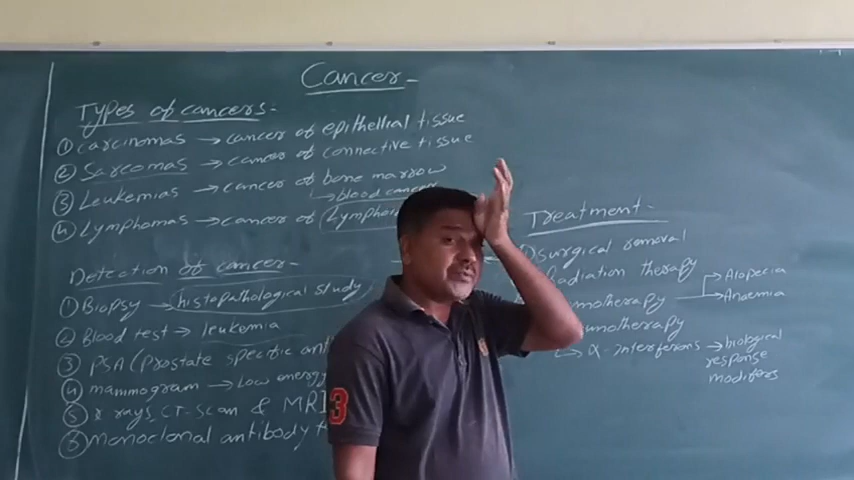 Cancer-
Types of cancers:-
① Carcinomas → cancer of epithellial tissue
② Sarcomas → cancer of connective tissue
③ Leukemias → cancer of bone marrow
↳ blood cancer
④ Lymphomas → cancer of
Detection of cancer-
① Biopsy → histopathological study
② Blood test → leukemia
③ PSA (Prostate specific
④ mammogram → Low energy
⑤ X rays, CT-Scan & MRI
⑥ Monoclonal antibody
3
Treatment-
surgical removal
Radiation therapy
→ Alopecia
→ Anaemia
↳ α-interferons → biological
response
modifers